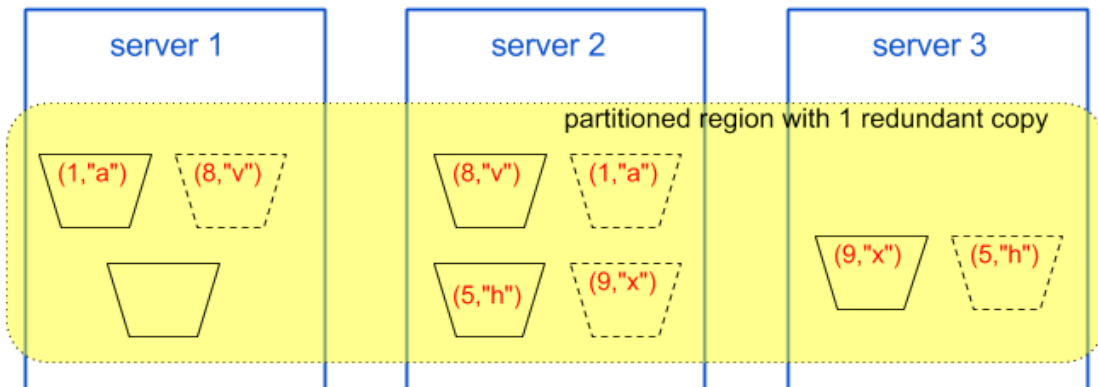 server 1
server 2
server 3
partitioned region with 1 redundant copy
(1,"a")
(8,"v")
(8,"v")
(1,"a")
(5,"h")
(9,"x")
(9,"x")
(5,"h")